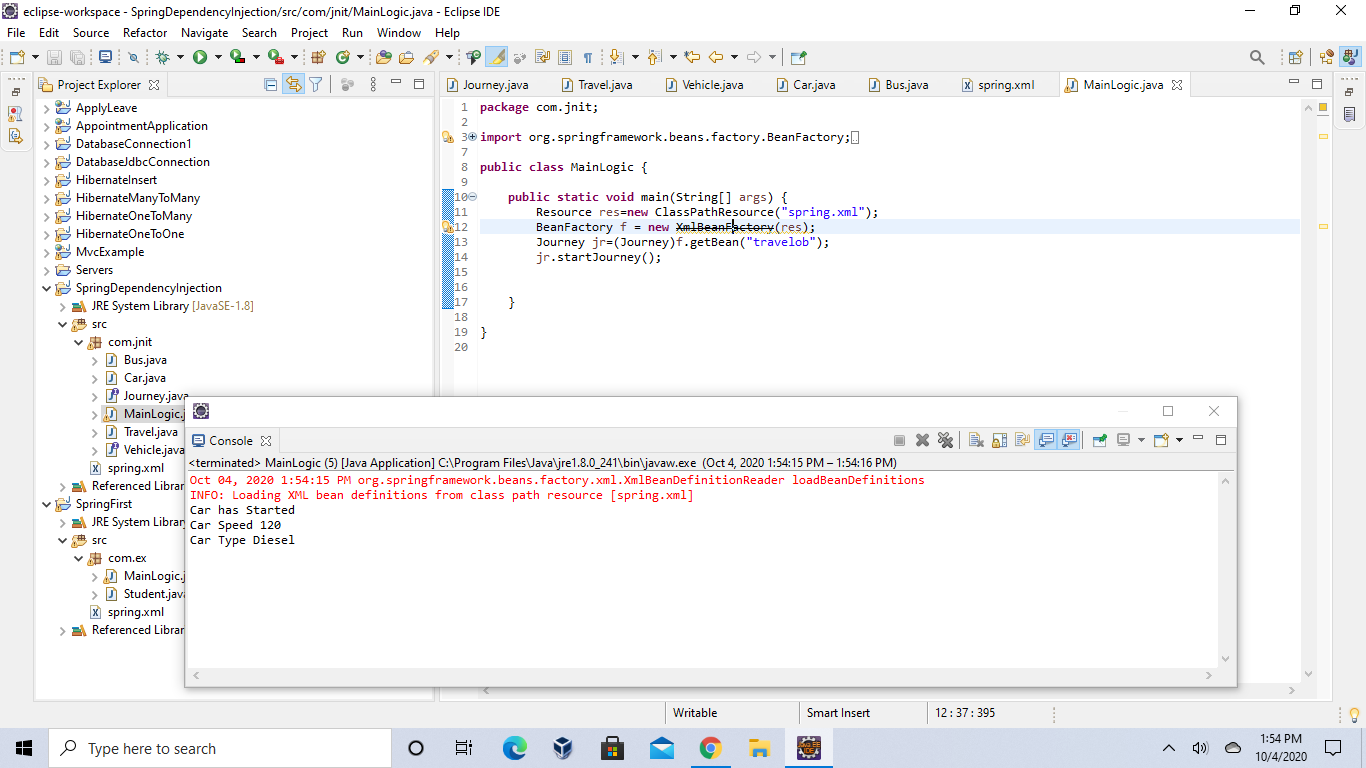 eclipse-workspace - SpringDependencyInjection/src/com/jnit/MainLogic.java - Eclipse IDE
File Edit Source Refactor Navigate Search Project Run Window Help
Project Explorer
ApplyLeave
AppointmentApplication
DatabaseConnection1
DatabaseJdbcConnection
HibernateInsert
HibernateManyToMany
HibernateOneToMany
HibernateOneToOne
MvcExample
Servers
SpringDependencyInjection
JRE System Library [JavaSE-1.8]
src
com.jnit
Bus.java
Car.java
Journey.java
MainLogic.j
Travel.java
Vehicle.java
spring.xml
Referenced Librar
SpringFirst
JRE System Librar
src
com.ex
MainLogic.j
Student.java
spring.xml
Referenced Librar
Journey.java Travel.java Vehicle.java Car.java Bus.java spring.xml MainLogic.java
1 package com.jnit;
2
3 import org.springframework.beans.factory.BeanFactory;
7
8 public class MainLogic {
9
10 public static void main(String[] args) {
11 Resource res=new ClassPathResource("spring.xml");
12 BeanFactory f = new XmlBeanFactory(res);
13 Journey jr=(Journey)f.getBean("travelob");
14 jr.startJourney();
15
16
17 }
18
19 }
20
Console
<terminated> MainLogic (5) [Java Application] C:\Program Files\Java\jre1.8.0_241\bin\javaw.exe (Oct 4, 2020 1:54:15 PM – 1:54:16 PM)
Oct 04, 2020 1:54:15 PM org.springframework.beans.factory.xml.XmlBeanDefinitionReader loadBeanDefinitions
INFO: Loading XML bean definitions from class path resource [spring.xml]
Car has Started
Car Speed 120
Car Type Diesel
Writable Smart Insert 12 : 37 : 395
Type here to search
1:54 PM
10/4/2020